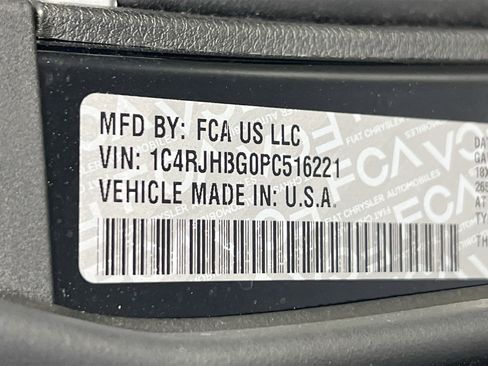 MFD BY: FCA US LLC
VIN: 1C4RJHBG0PC516221
VEHICLE MADE IN: U.S.A.